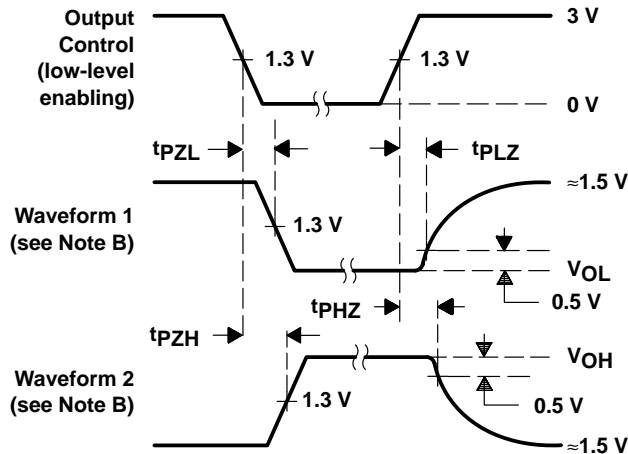 Output
Control
(low-level
enabling)
3 V
1.3 V
1.3 V
0 V
tPZL
tPLZ
≈1.5 V
Waveform 1
(see Note B)
1.3 V
VOL
0.5 V
tPHZ
tPZH
VOH
Waveform 2
(see Note B)
1.3 V
0.5 V
≈1.5 V